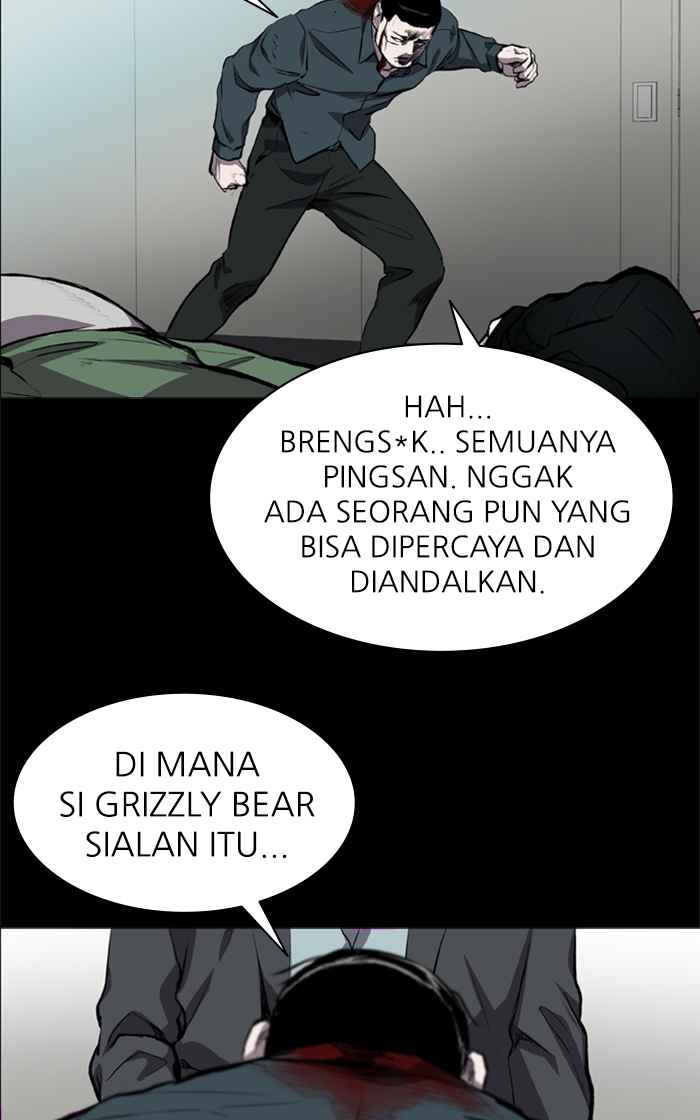 HAH...
BRENGS*K.. SEMUANYA
PINGSAN. NGGAK
ADA SEORANG PUN YANG
BISA DIPERCAYA DAN
DIANDALKAN.
DI MANA
SI GRIZZLY BEAR
SIALAN ITU...